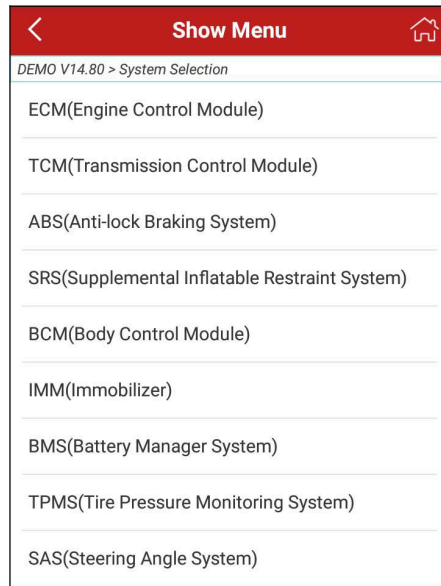 Show Menu
DEMO V14.80 > System Selection
ECM(Engine Control Module)
TCM(Transmission Control Module)
ABS(Anti-lock Braking System)
SRS(Supplemental Inflatable Restraint System)
BCM(Body Control Module)
IMM(Immobilizer)
BMS(Battery Manager System)
TPMS(Tire Pressure Monitoring System)
SAS(Steering Angle System)